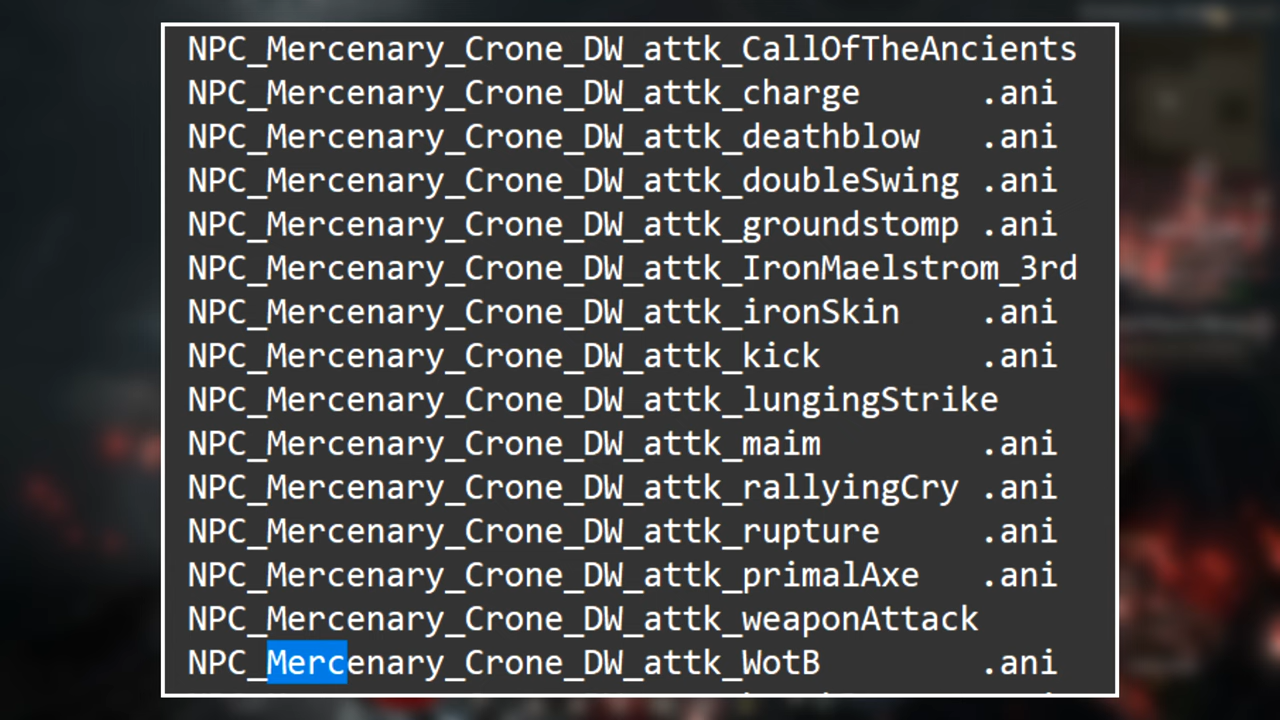 NPC_Mercenary_Crone_DW_attk_CallOfTheAncients
NPC_Mercenary_Crone_DW_attk_charge .ani
NPC_Mercenary_Crone_DW_attk_deathblow .ani
NPC_Mercenary_Crone_DW_attk_doubleSwing .ani
NPC_Mercenary_Crone_DW_attk_groundstomp .ani
NPC_Mercenary_Crone_DW_attk_IronMaelstrom_3rd
NPC_Mercenary_Crone_DW_attk_ironSkin .ani
NPC_Mercenary_Crone_DW_attk_kick .ani
NPC_Mercenary_Crone_DW_attk_lungingStrike
NPC_Mercenary_Crone_DW_attk_maim .ani
NPC_Mercenary_Crone_DW_attk_rallyingCry .ani
NPC_Mercenary_Crone_DW_attk_rupture .ani
NPC_Mercenary_Crone_DW_attk_primalAxe .ani
NPC_Mercenary_Crone_DW_attk_weaponAttack
NPC_Mercenary_Crone_DW_attk_WotB .ani